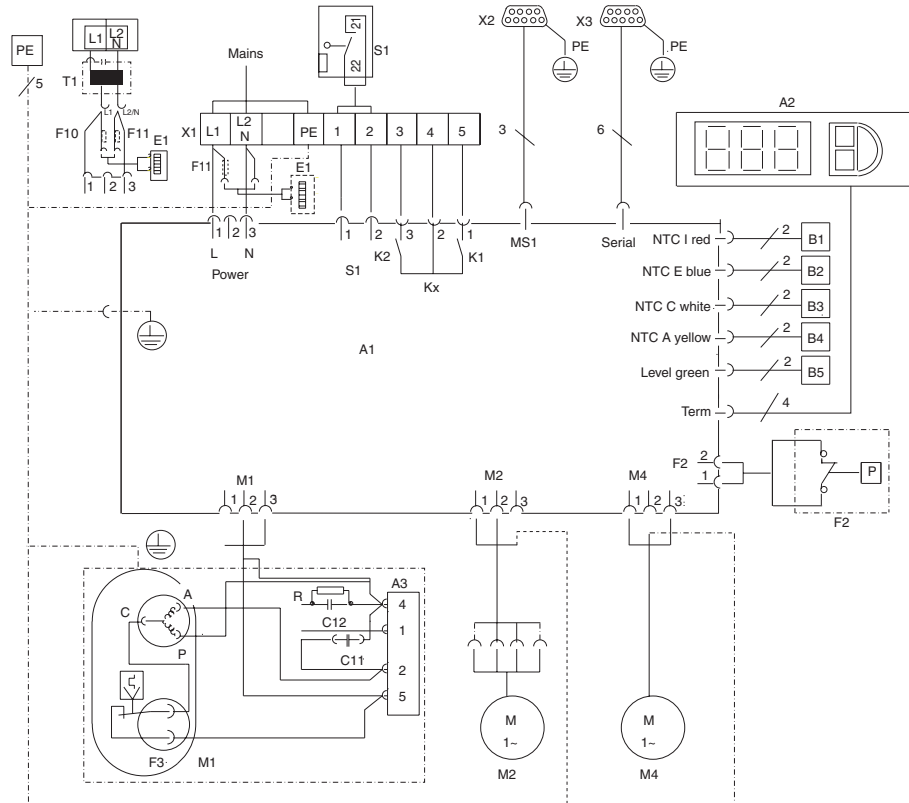 X2
X3
L1 L2
N
21
22
S1
PE
PE
PE
5
T1
Mains
A2
L1 L2/N
F10 F11 E1
X1 L1 L2
N
PE 1 2 3 4 5
3
6
F11
E1
1 2 3
1 2 3
1 2
3 2 1
L N
Power
S1
K2 K1
Kx
MS1
Serial
NTC I red 2 B1
NTC E blue 2 B2
NTC C white 2 B3
NTC A yellow 2 B4
Level green 2 B5
Term 4
A1
F2 2
1
P
F2
M1
1 2 3
M2
1 2 3
M4
1 2 3
A3
R
4
A
C
C12
1
P
C11
2
5
F3
M1
M
1~
M2
M
1~
M4